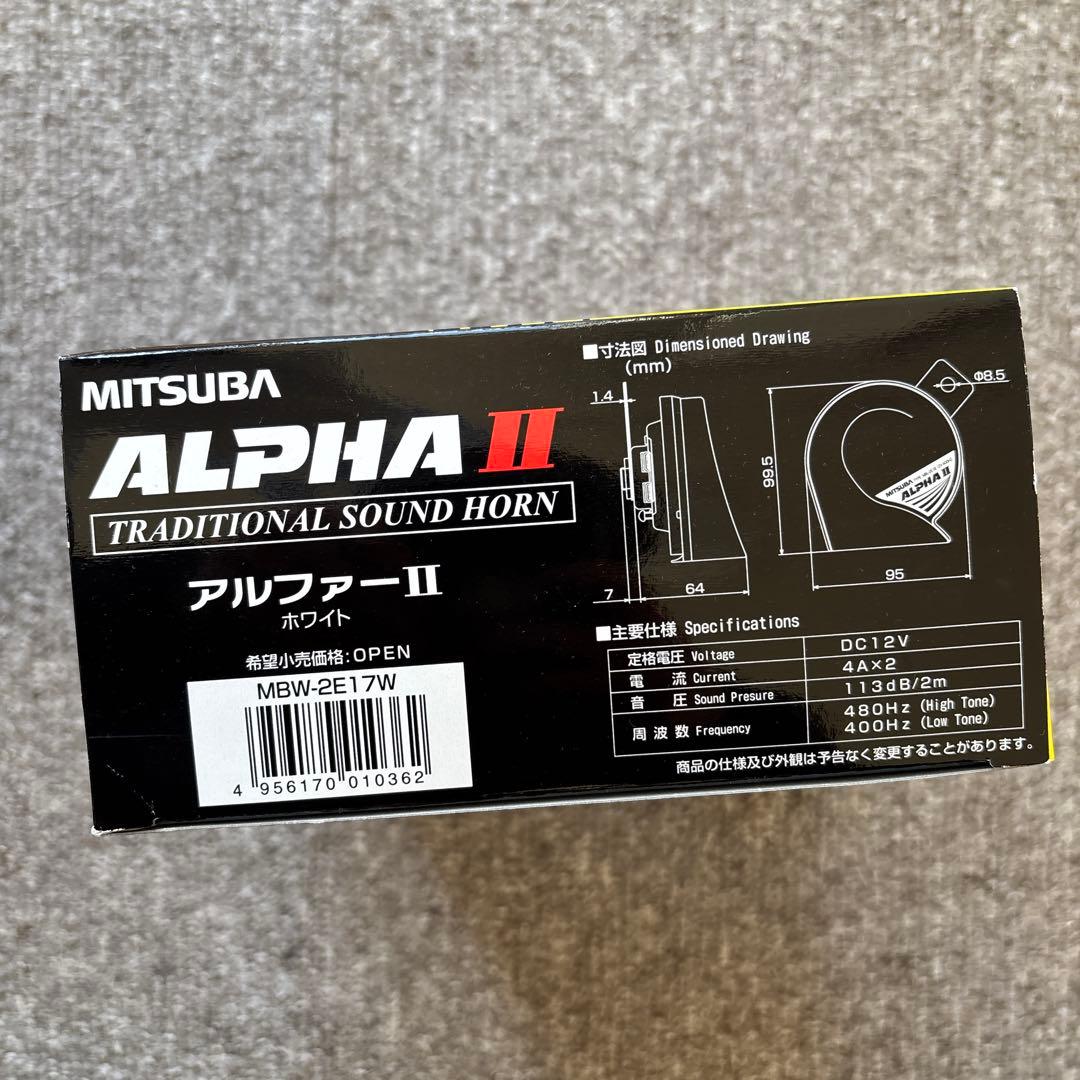 MITSUBA
ALPHA II
TRADITIONAL SOUND HORN
アルファーII
ホワイト
希望小売価格:OPEN
MBW-2E17W
4 956170 010362
■寸法図 Dimensioned Drawing
(mm)
1.4
7
64
99.5
95
Φ8.5
MITSUBA
ALPHA II
■主要仕様 Specifications
定格電圧 Voltage DC12V
電 流 Current 4A×2
音 圧 Sound Presure 113dB/2m
周 波 数 Frequency 480Hz (High Tone)
400Hz (Low Tone)
商品の仕様及び外観は予告なく変更することがあります。